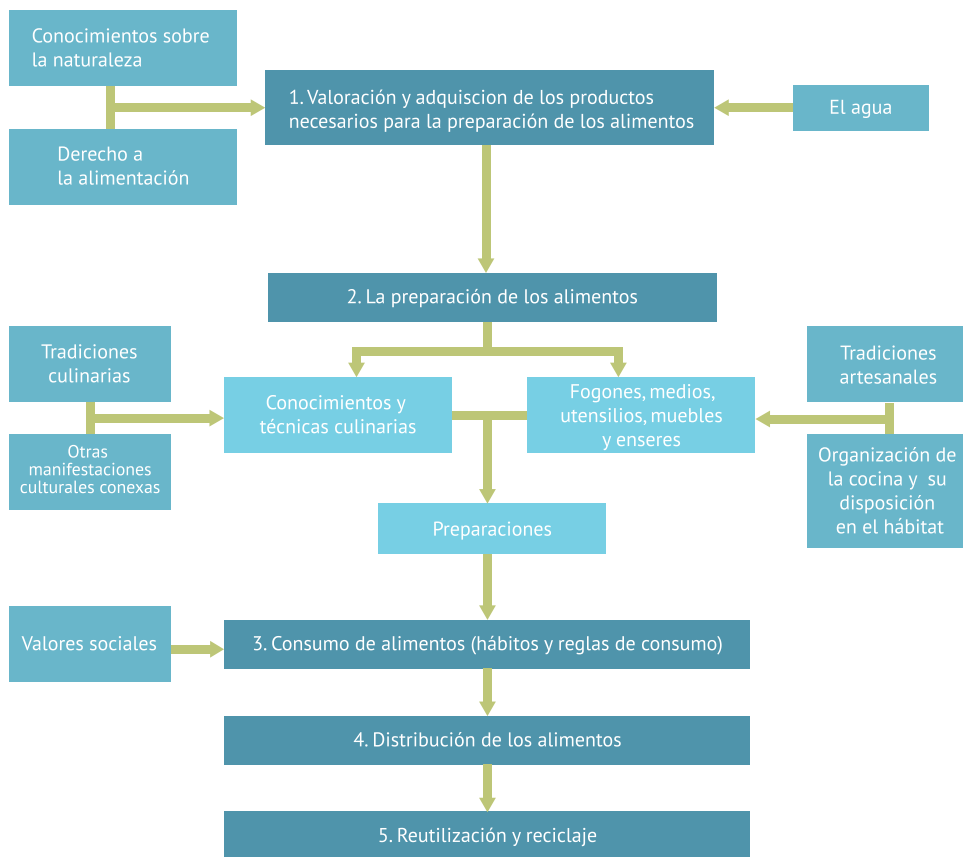 Conocimientos sobre
la naturaleza
1. Valoración y adquiscion de los productos
necesarios para la preparación de los alimentos
El agua
Derecho a
la alimentación
2. La preparación de los alimentos
Tradiciones
culinarias
Tradiciones
artesanales
Conocimientos y
técnicas culinarias
Fogones, medios,
utensilios, muebles
y enseres
Otras
manifestaciones
culturales conexas
Organización de
la cocina y su
disposición
en el hábitat
Preparaciones
Valores sociales
3. Consumo de alimentos (hábitos y reglas de consumo)
4. Distribución de los alimentos
5. Reutilización y reciclaje